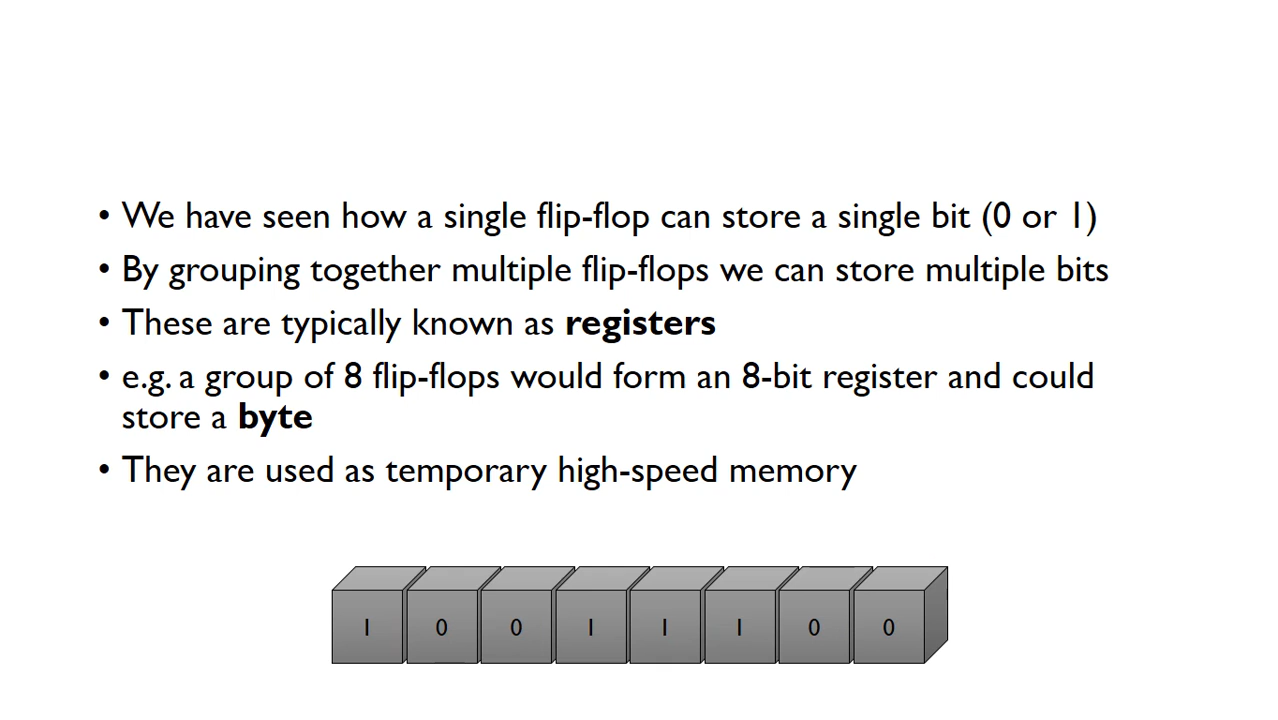 • We have seen how a single flip-flop can store a single bit (0 or 1)
• By grouping together multiple flip-flops we can store multiple bits
• These are typically known as registers
• e.g. a group of 8 flip-flops would form an 8-bit register and could
store a byte
• They are used as temporary high-speed memory
1 0 0 1 1 1 0 0